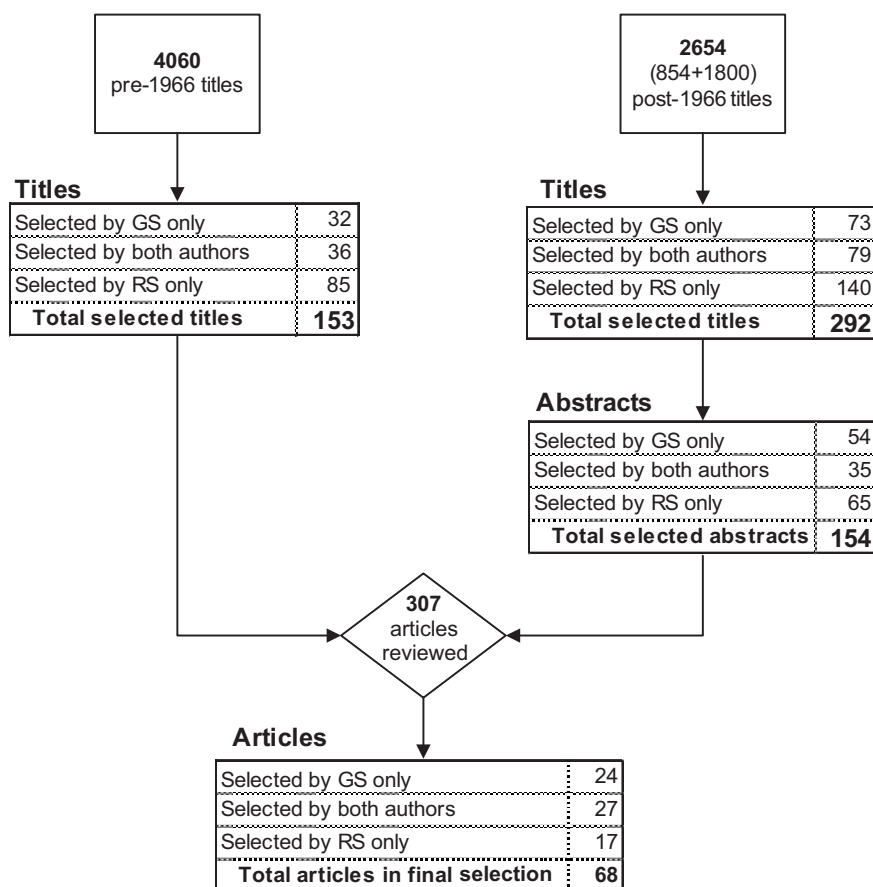 4060
pre-1966 titles
Titles
Selected by GS only 32
Selected by both authors 36
Selected by RS only 85
Total selected titles 153
2654
(854+1800)
post-1966 titles
Titles
Selected by GS only 73
Selected by both authors 79
Selected by RS only 140
Total selected titles 292
Abstracts
Selected by GS only 54
Selected by both authors 35
Selected by RS only 65
Total selected abstracts 154
307
articles
reviewed
Articles
Selected by GS only 24
Selected by both authors 27
Selected by RS only 17
Total articles in final selection 68